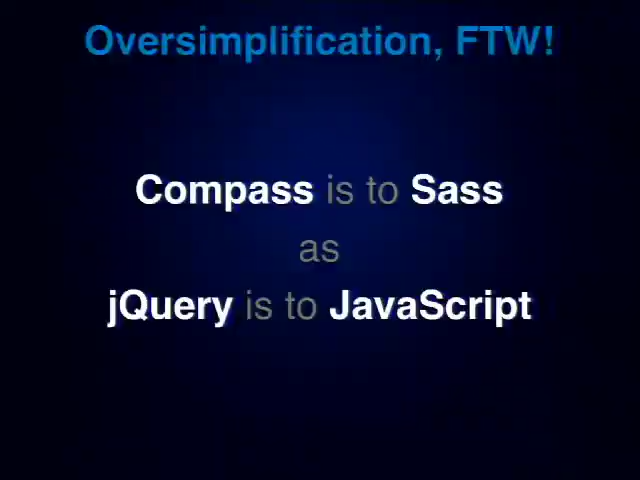 Oversimplification, FTW!
Compass is to Sass
as
jQuery is to JavaScript